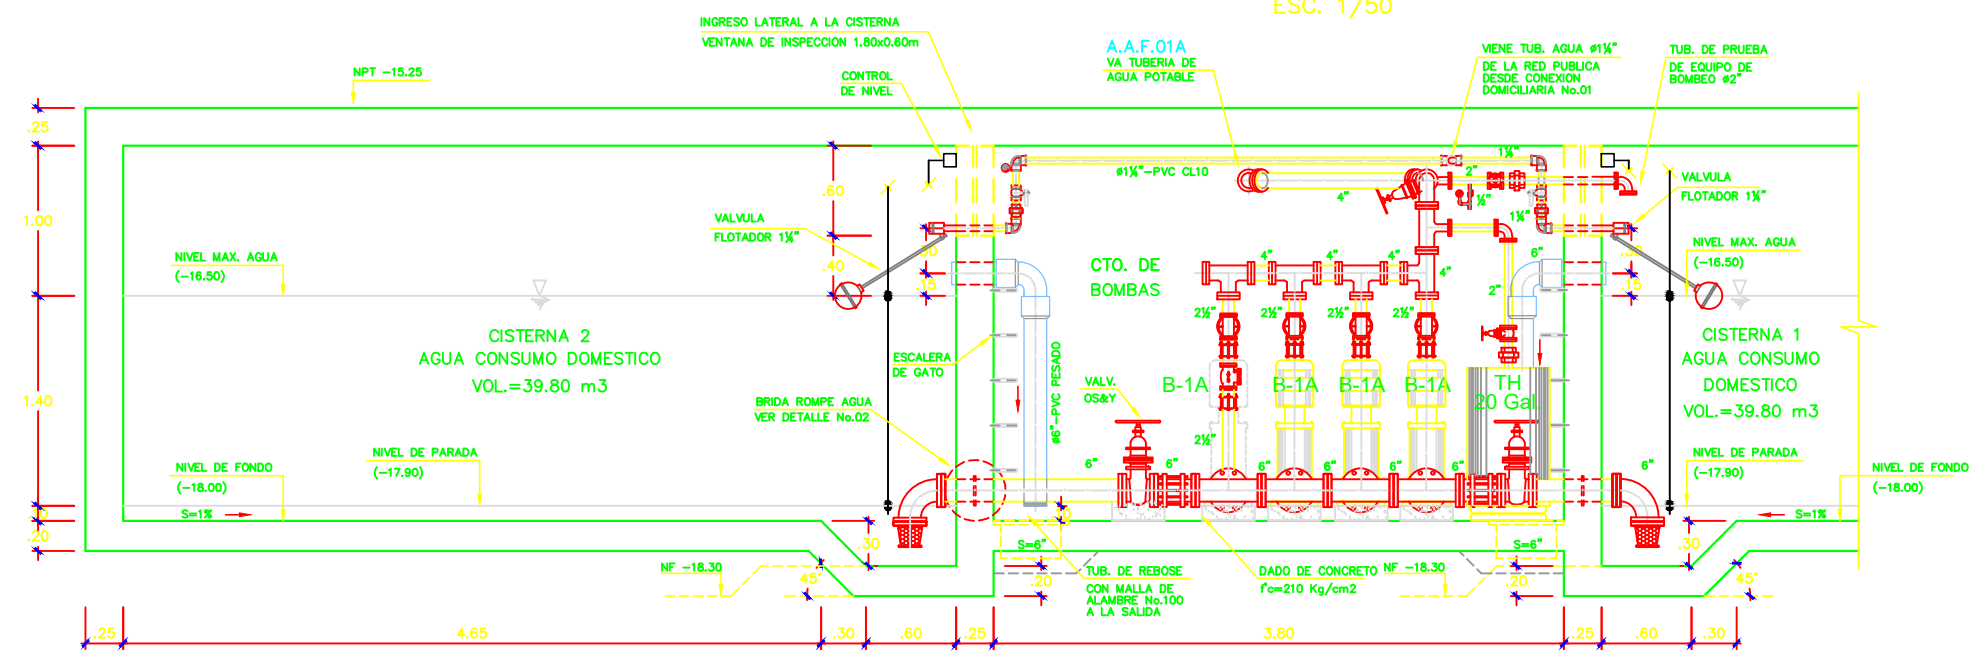 ESC. 1/50
INGRESO LATERAL A LA CISTERNA
VENTANA DE INSPECCION 1.80x0.60m
A.A.F.01A
VA TUBERIA DE
AGUA POTABLE
VIENE TUB. AGUA ø1¼"
DE LA RED PUBLICA
DESDE CONEXION
DOMICILIARIA No.01
TUB. DE PRUEBA
DE EQUIPO DE
BOMBEO ø2"
NPT -15.25
CONTROL
DE NIVEL
.25
1¼"
ø1¼"-PVC CL10
2"
4"
½"
1¼"
VALVULA
FLOTADOR 1¼"
.60
1.00
VALVULA
FLOTADOR 1¼"
NIVEL MAX. AGUA
(-16.50)
.40
.15
CTO. DE
BOMBAS
4"
4"
4"
4"
6"
2"
.15
NIVEL MAX. AGUA
(-16.50)
2½"
2½"
2½"
2½"
CISTERNA 2
AGUA CONSUMO DOMESTICO
VOL.=39.80 m3
ESCALERA
DE GATO
ø6"-PVC PESADO
VALV.
OS&Y
B-1A
B-1A
B-1A
B-1A
TH
20 Gal
CISTERNA 1
AGUA CONSUMO
DOMESTICO
VOL.=39.80 m3
1.40
BRIDA ROMPE AGUA
VER DETALLE No.02
2½"
NIVEL DE PARADA
(-17.90)
NIVEL DE FONDO
(-18.00)
6"
6"
6"
6"
6"
6"
6"
NIVEL DE PARADA
(-17.90)
NIVEL DE FONDO
(-18.00)
S=1%
S=1%
.20
.30
S=6"
S=6"
.30
NF -18.30
45°
.20
TUB. DE REBOSE
CON MALLA DE
ALAMBRE No.100
A LA SALIDA
DADO DE CONCRETO
f'c=210 Kg/cm2
NF -18.30
.20
45°
.25
4.65
.30
.60
.25
3.80
.25
.60
.30